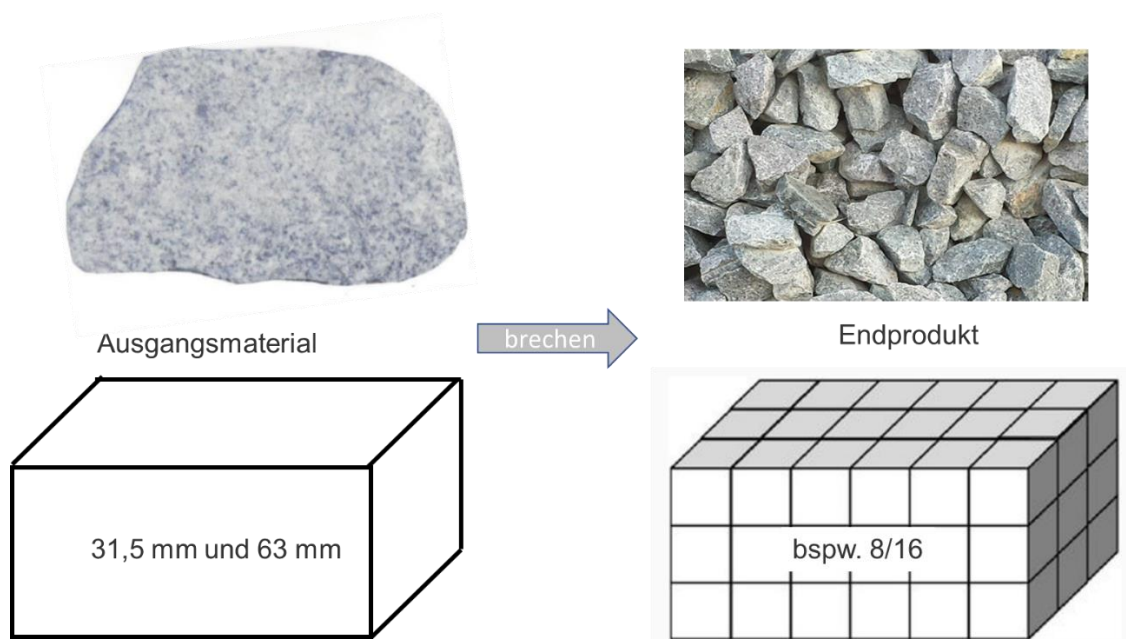 Ausgangsmaterial
brechen
Endprodukt
31,5 mm und 63 mm
bspw. 8/16